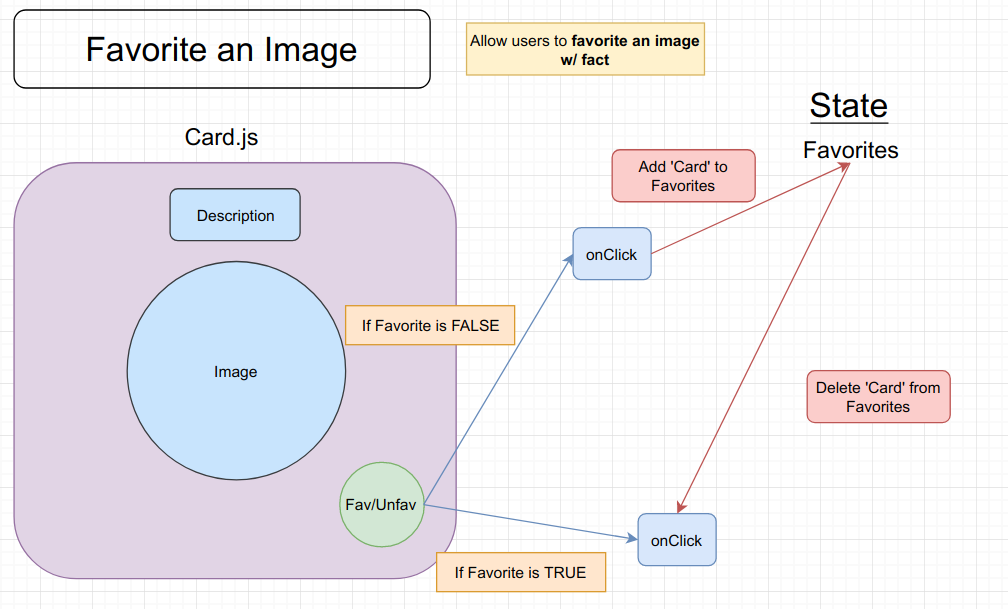 Favorite an Image
Allow users to favorite an image
w/ fact
State
Favorites
Card.js
Add 'Card' to
Favorites
Description
onClick
If Favorite is FALSE
Image
Delete 'Card' from
Favorites
Fav/Unfav
onClick
If Favorite is TRUE